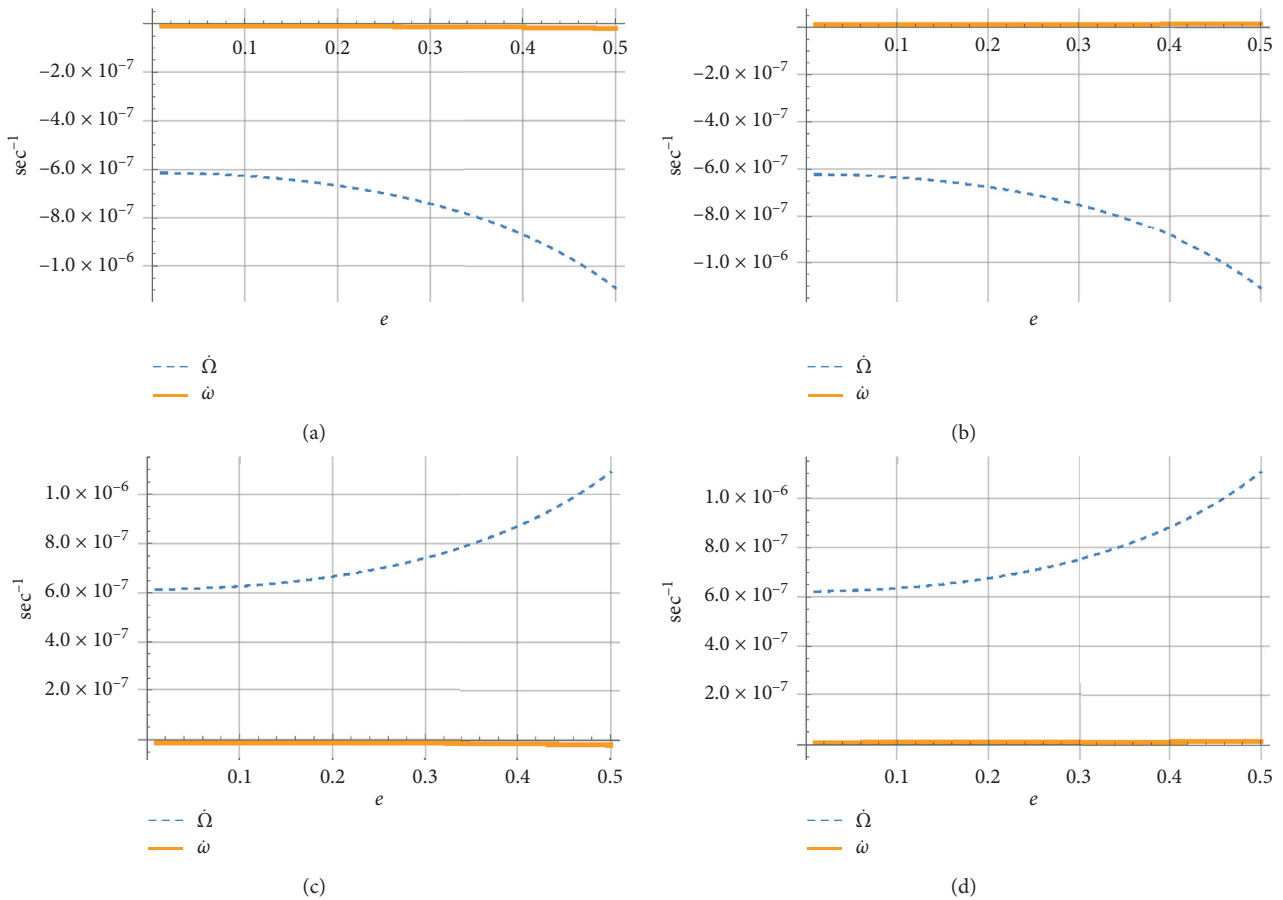 0.1 0.2 0.3 0.4 0.5
–2.0 × 10⁻⁷
–4.0 × 10⁻⁷
–6.0 × 10⁻⁷
–8.0 × 10⁻⁷
–1.0 × 10⁻⁶
sec⁻¹
e
Ω̇
ω̇
(a)
0.1 0.2 0.3 0.4 0.5
–2.0 × 10⁻⁷
–4.0 × 10⁻⁷
–6.0 × 10⁻⁷
–8.0 × 10⁻⁷
–1.0 × 10⁻⁶
sec⁻¹
e
Ω̇
ω̇
(b)
1.0 × 10⁻⁶
8.0 × 10⁻⁷
6.0 × 10⁻⁷
4.0 × 10⁻⁷
2.0 × 10⁻⁷
sec⁻¹
0.1 0.2 0.3 0.4 0.5
e
Ω̇
ω̇
(c)
1.0 × 10⁻⁶
8.0 × 10⁻⁷
6.0 × 10⁻⁷
4.0 × 10⁻⁷
2.0 × 10⁻⁷
sec⁻¹
0.1 0.2 0.3 0.4 0.5
e
Ω̇
ω̇
(d)